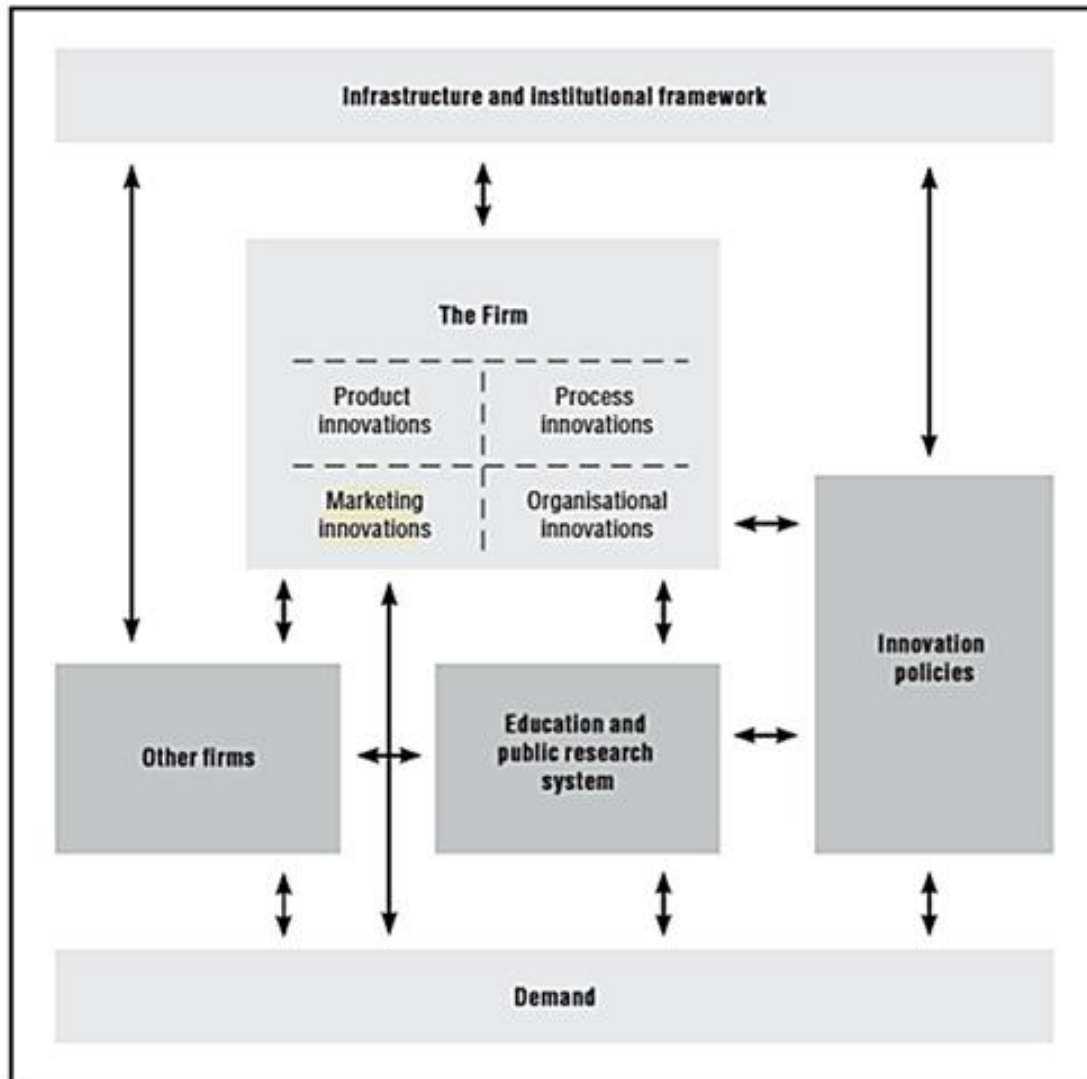 Infrastructure and institutional framework
The Firm
Product
innovations
Process
innovations
Marketing
innovations
Organisational
innovations
Innovation
policies
Other firms
Education and
public research
system
Demand